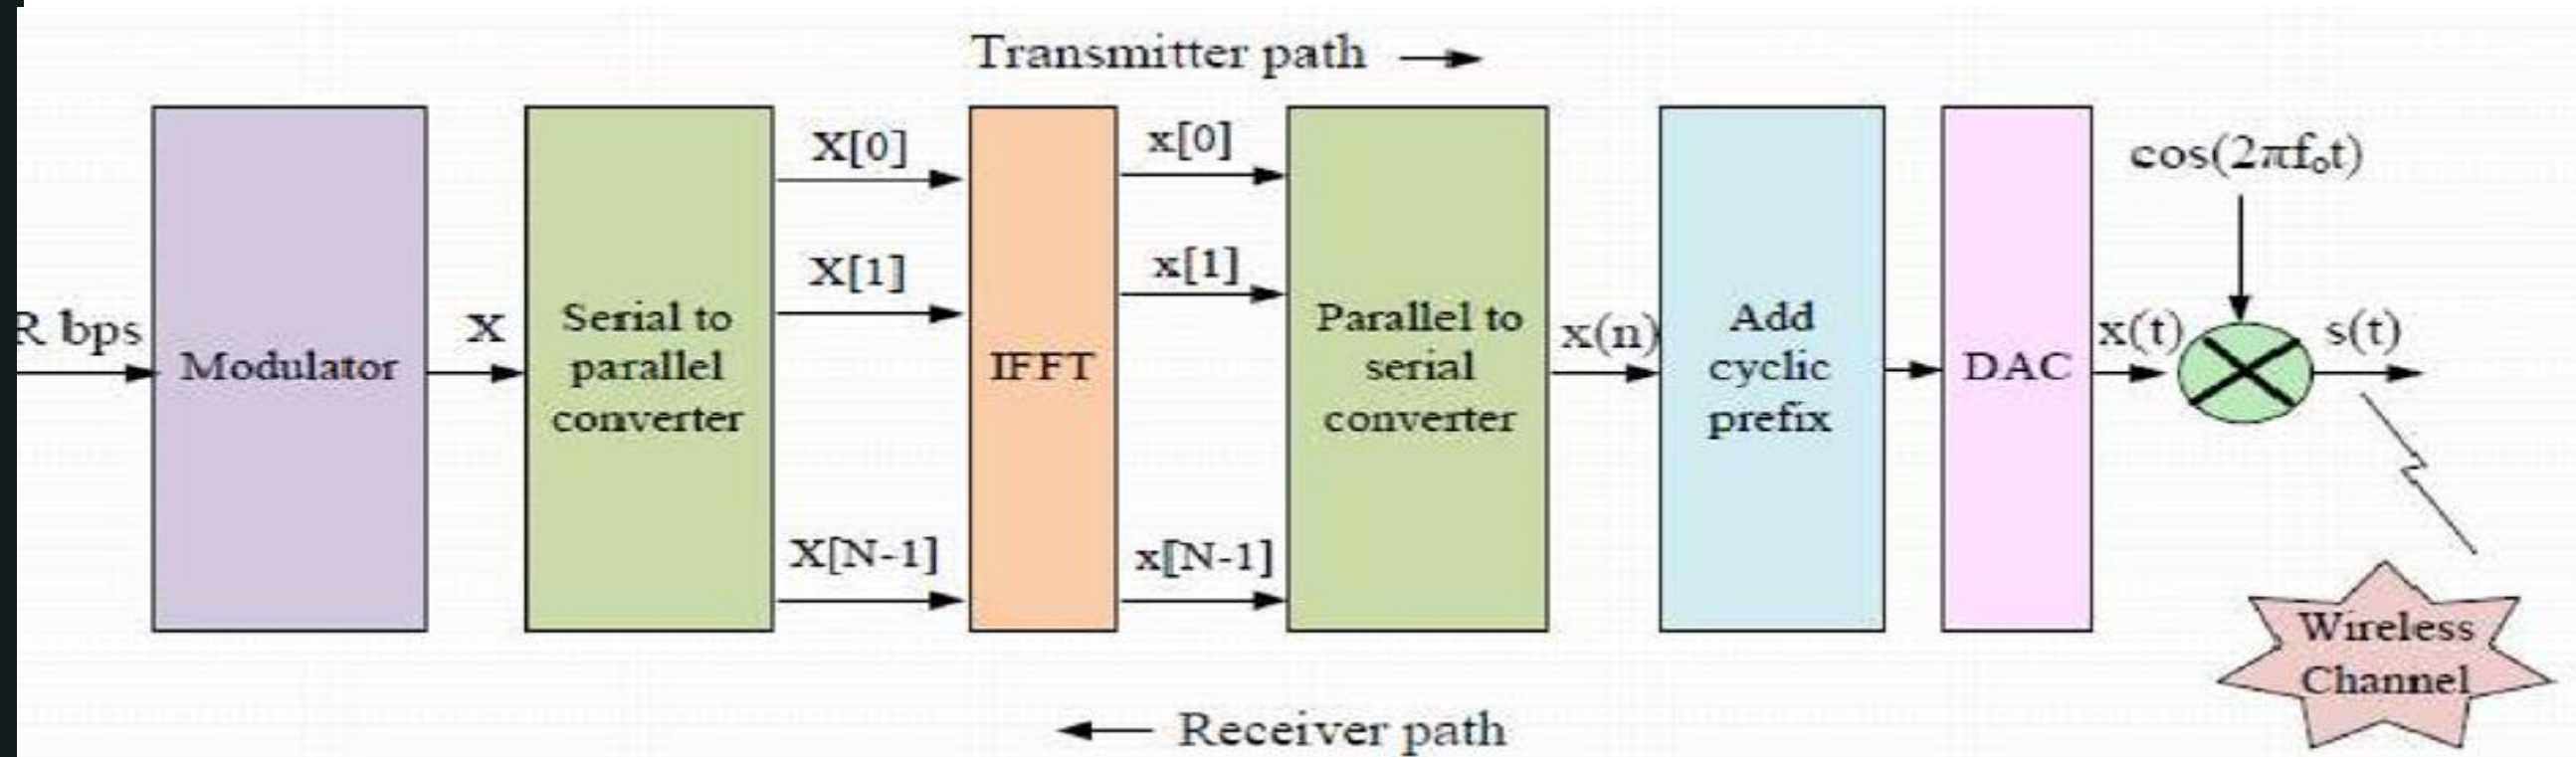 Transmitter path
R bps
Modulator
X
Serial to
parallel
converter
X[0]
X[1]
X[N-1]
IFFT
x[0]
x[1]
x[N-1]
Parallel to
serial
converter
x(n)
Add
cyclic
prefix
DAC
x(t)
cos(2πf₀t)
s(t)
Wireless
Channel
Receiver path